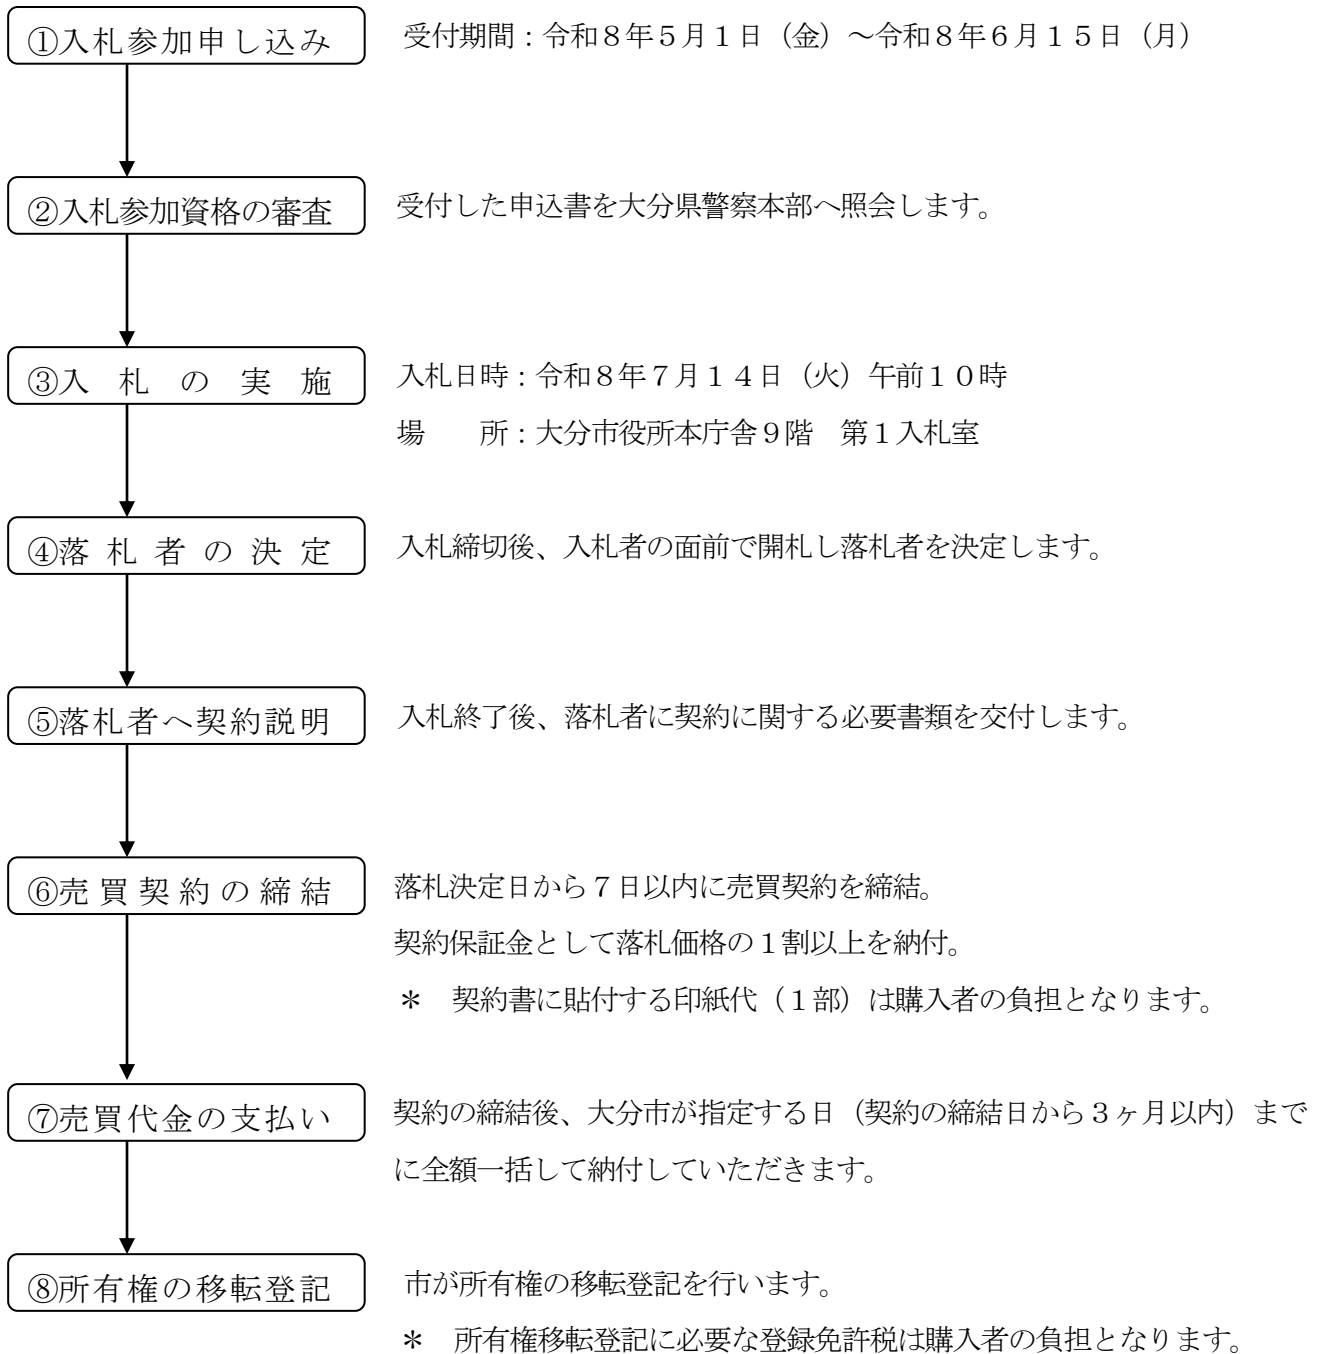 ①入札参加申し込み
受付期間：令和８年５月１日（金）～令和８年６月１５日（月）
②入札参加資格の審査
受付した申込書を大分県警察本部へ照会します。
③入札の実施
入札日時：令和８年７月１４日（火）午前１０時
場　　所：大分市役所本庁舎９階　第１入札室
④落札者の決定
入札締切後、入札者の面前で開札し落札者を決定します。
⑤落札者へ契約説明
入札終了後、落札者に契約に関する必要書類を交付します。
⑥売買契約の締結
落札決定日から７日以内に売買契約を締結。
契約保証金として落札価格の１割以上を納付。
＊　契約書に貼付する印紙代（１部）は購入者の負担となります。
⑦売買代金の支払い
契約の締結後、大分市が指定する日（契約の締結日から３ヶ月以内）まで
に全額一括して納付していただきます。
⑧所有権の移転登記
市が所有権の移転登記を行います。
＊　所有権移転登記に必要な登録免許税は購入者の負担となります。